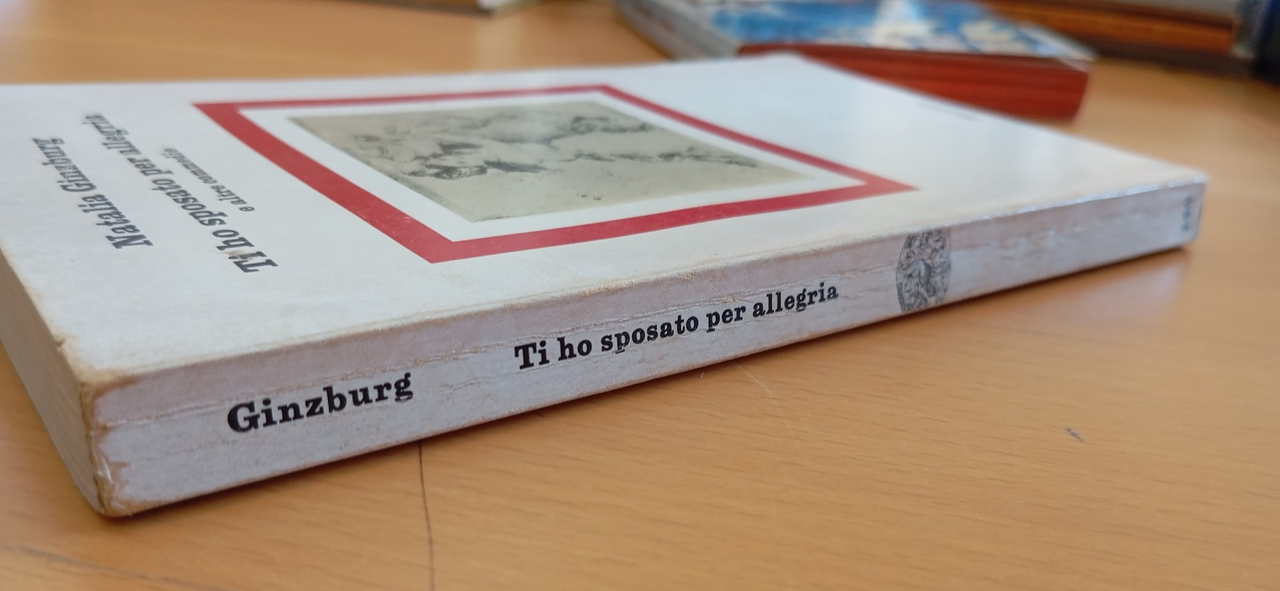 Natalia Ginzburg
Ti ho sposato per allegria
e altre commedie
Ginzburg
Ti ho sposato per allegria